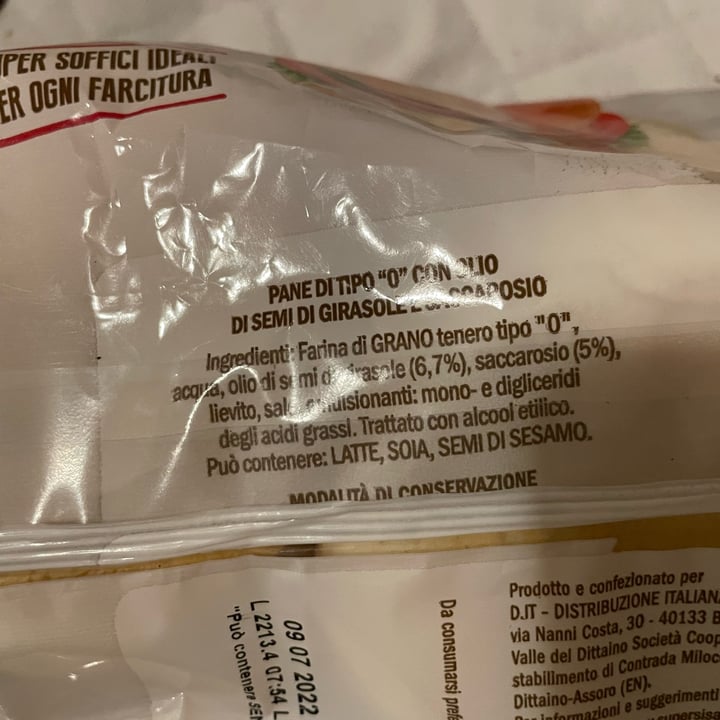 SOFFICI IDEALI
OGNI FARCITURA
PANE DI TIPO "0" CON OLIO
DI SEMI DI GIRASOLE E SACCAROSIO
Ingredienti: Farina di GRANO tenero tipo "0",
acqua, olio di semi di girasole (6,7%), saccarosio (5%),
lievito, sale, emulsionanti: mono- e digliceridi
degli acidi grassi. Trattato con alcool etilico.
Può contenere: LATTE, SOIA, SEMI DI SESAMO.
MODALITÀ DI CONSERVAZIONE
09 07 2022
L 2213.4 07:54 L
"Può contenere
Da consumarsi
Prodotto e confezionato per
D.IT - DISTRIBUZIONE
via Nanni Costa, 30 - 40133
Valle del Dittaino Società
stabilimento di Contrada
Dittaino-Assoro (EN).
Per informazioni e suggerimenti